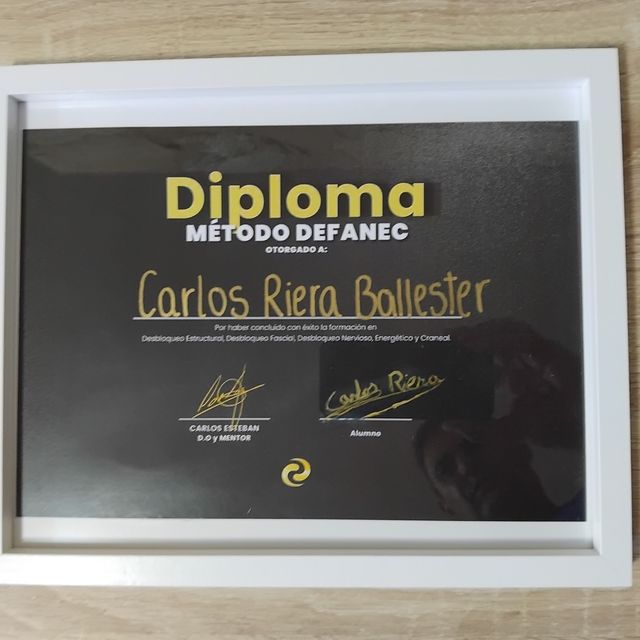 Diploma
MÉTODO DEFANEC
OTORGADO A:
Carlos Riera Ballester
Por haber concluido con éxito la formación en
Desbloqueo Estructural, Desbloqueo Fascial, Desbloqueo Nervioso, Energético y Craneal.
Carlos Riera
CARLOS ESTEBAN
D.O y MENTOR
Alumno